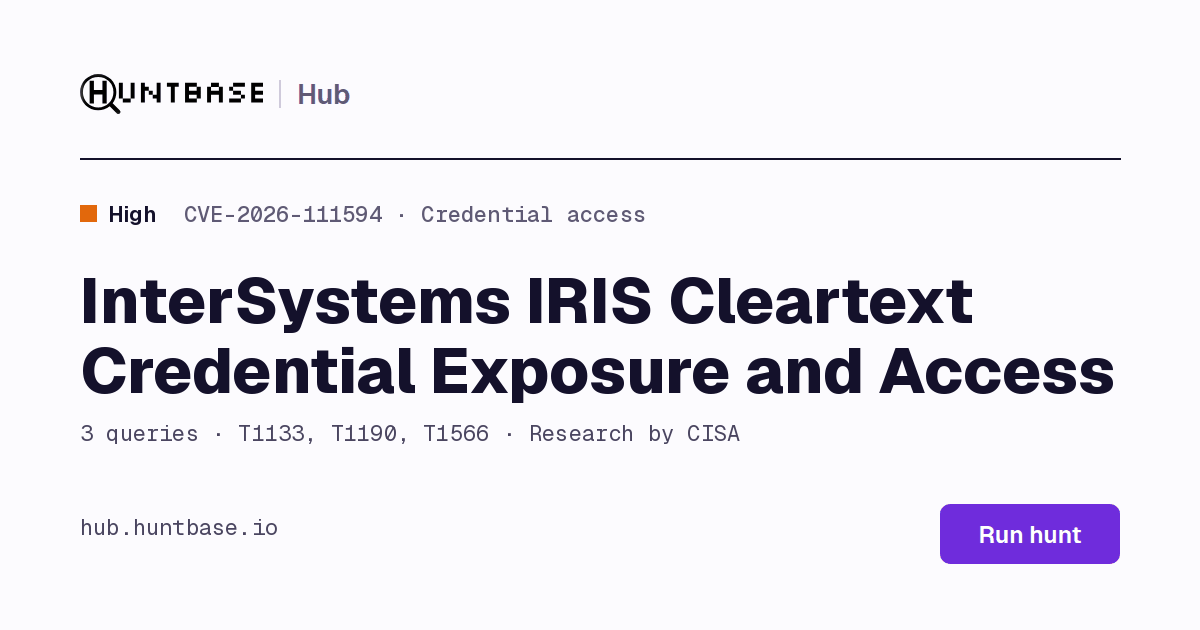 HUNTBASE | Hub
High CVE-2026-111594 · Credential access
InterSystems IRIS Cleartext
Credential Exposure and Access
3 queries · T1133, T1190, T1566 · Research by CISA
hub.huntbase.io
Run hunt